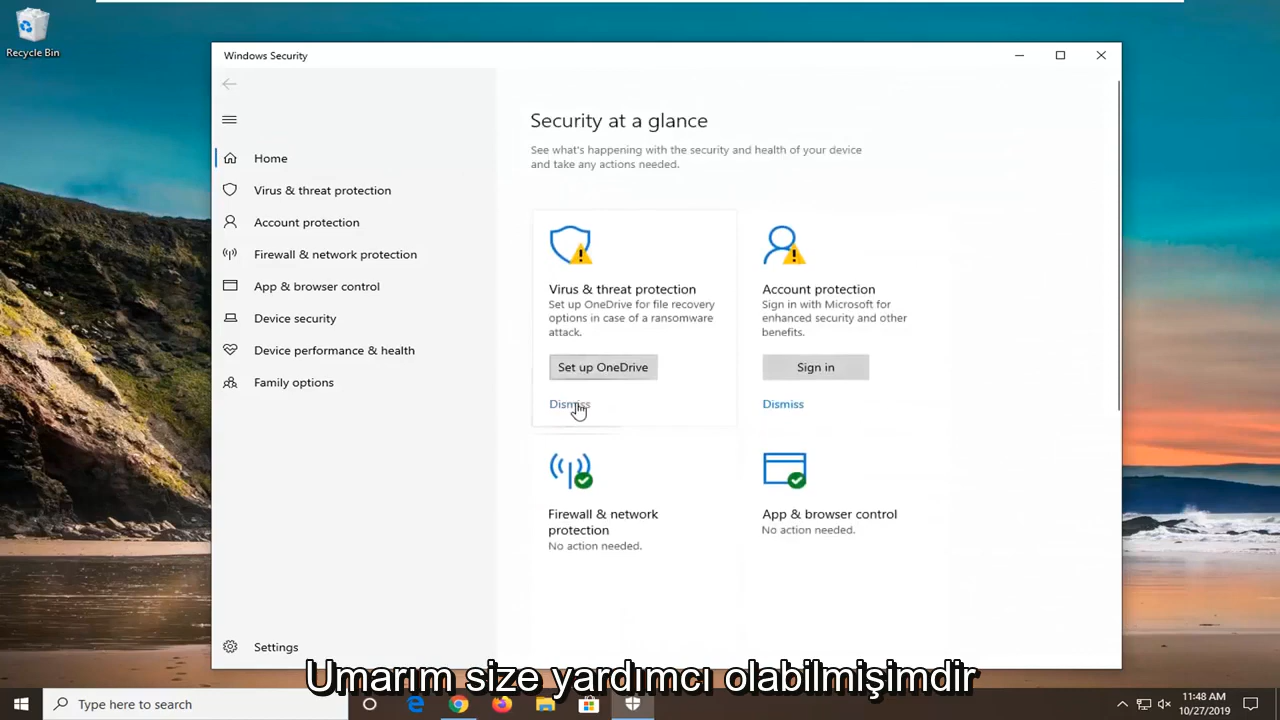 Recycle Bin
Windows Security
Home
Virus & threat protection
Account protection
Firewall & network protection
App & browser control
Device security
Device performance & health
Family options
Settings
Security at a glance
See what's happening with the security and health of your device
and take any actions needed.
Virus & threat protection
Set up OneDrive for file recovery
options in case of a ransomware
attack.
Set up OneDrive
Dismiss
Account protection
Sign in with Microsoft for
enhanced security and other
benefits.
Sign in
Dismiss
Firewall & network
protection
No action needed.
App & browser control
No action needed.
Umarım size yardımcı olabilmişimdir
Type here to search
11:48 AM
10/27/2019